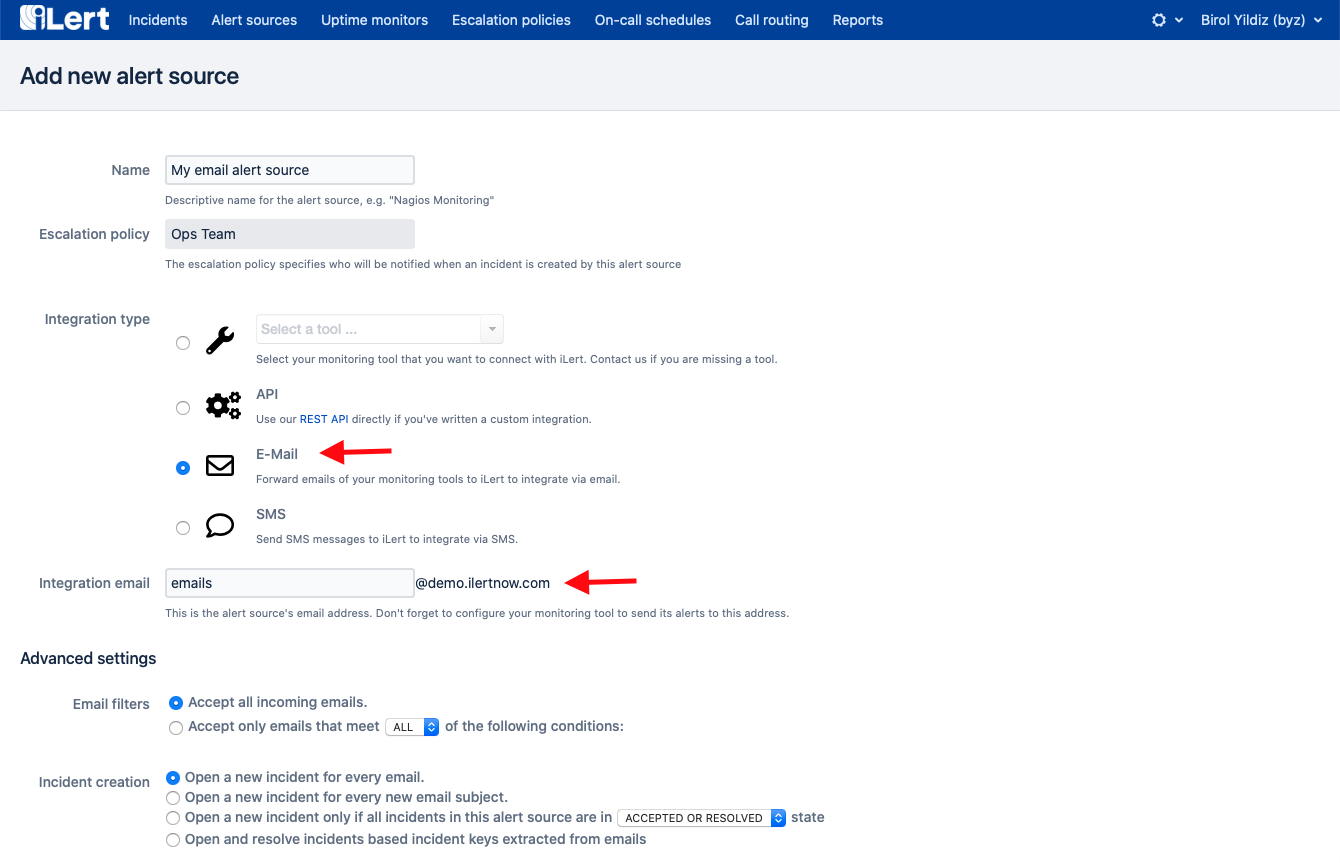 iLert Incidents Alert sources Uptime monitors Escalation policies On-call schedules Call routing Reports Birol Yildiz (byz)
Add new alert source
Name My email alert source
Descriptive name for the alert source, e.g. "Nagios Monitoring"
Escalation policy Ops Team
The escalation policy specifies who will be notified when an incident is created by this alert source
Integration type
Select a tool ...
Select your monitoring tool that you want to connect with iLert. Contact us if you are missing a tool.
API
Use our REST API directly if you've written a custom integration.
E-Mail
Forward emails of your monitoring tools to iLert to integrate via email.
SMS
Send SMS messages to iLert to integrate via SMS.
Integration email emails @demo.ilertnow.com
This is the alert source's email address. Don't forget to configure your monitoring tool to send its alerts to this address.
Advanced settings
Email filters Accept all incoming emails.
Accept only emails that meet ALL of the following conditions:
Incident creation Open a new incident for every email.
Open a new incident for every new email subject.
Open a new incident only if all incidents in this alert source are in ACCEPTED OR RESOLVED state
Open and resolve incidents based incident keys extracted from emails